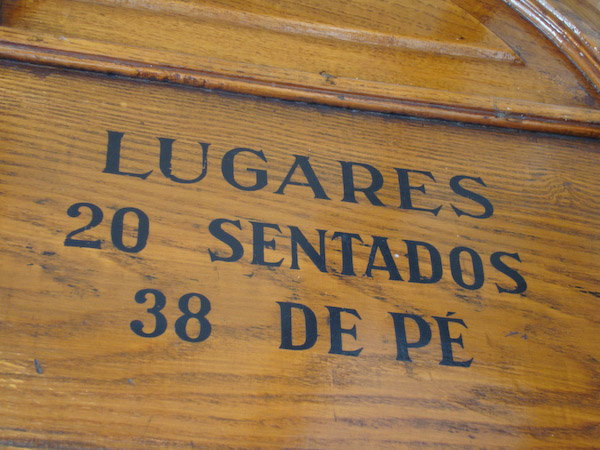 LUGARES
20 SENTADOS
38 DE PÉ